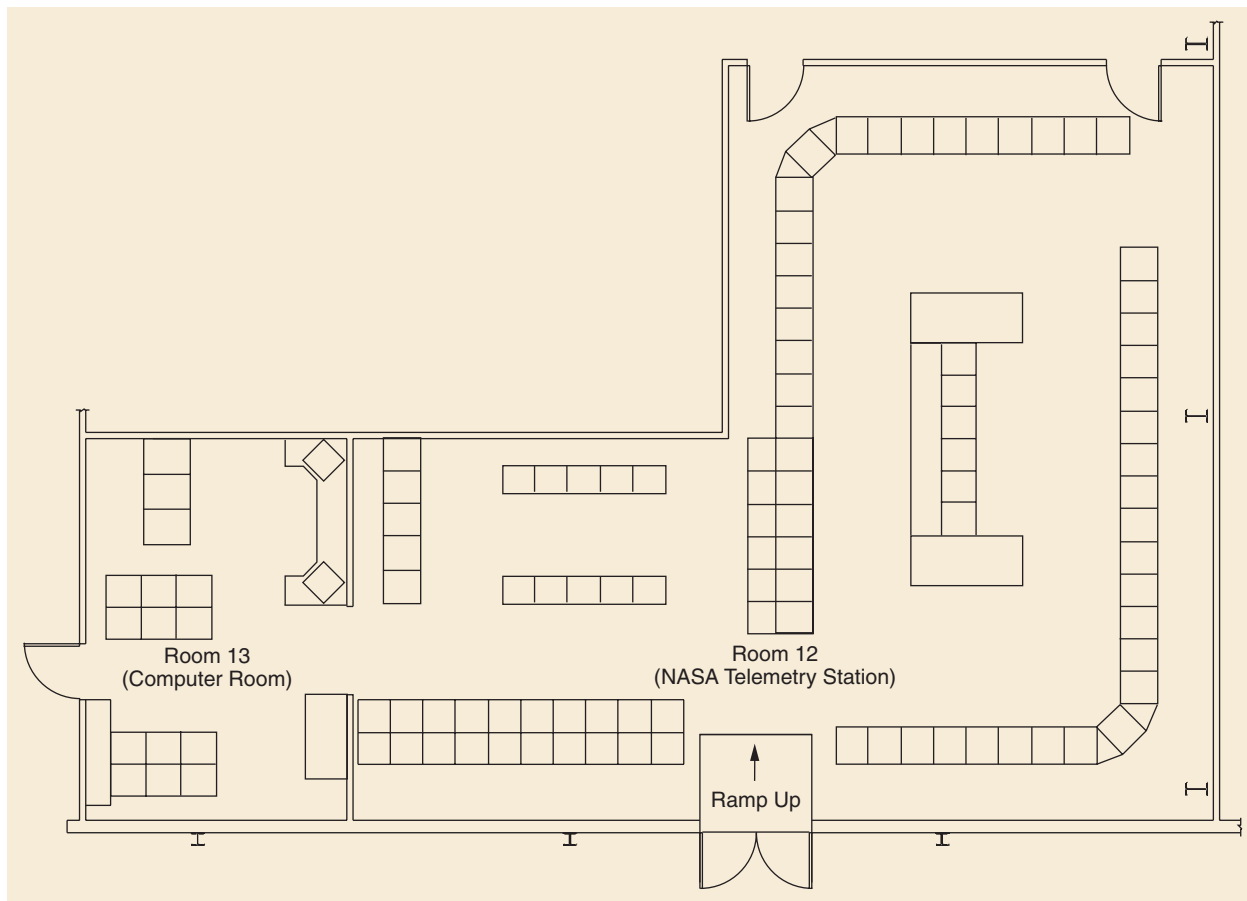 Room 13
(Computer Room)
Room 12
(NASA Telemetry Station)
Ramp Up